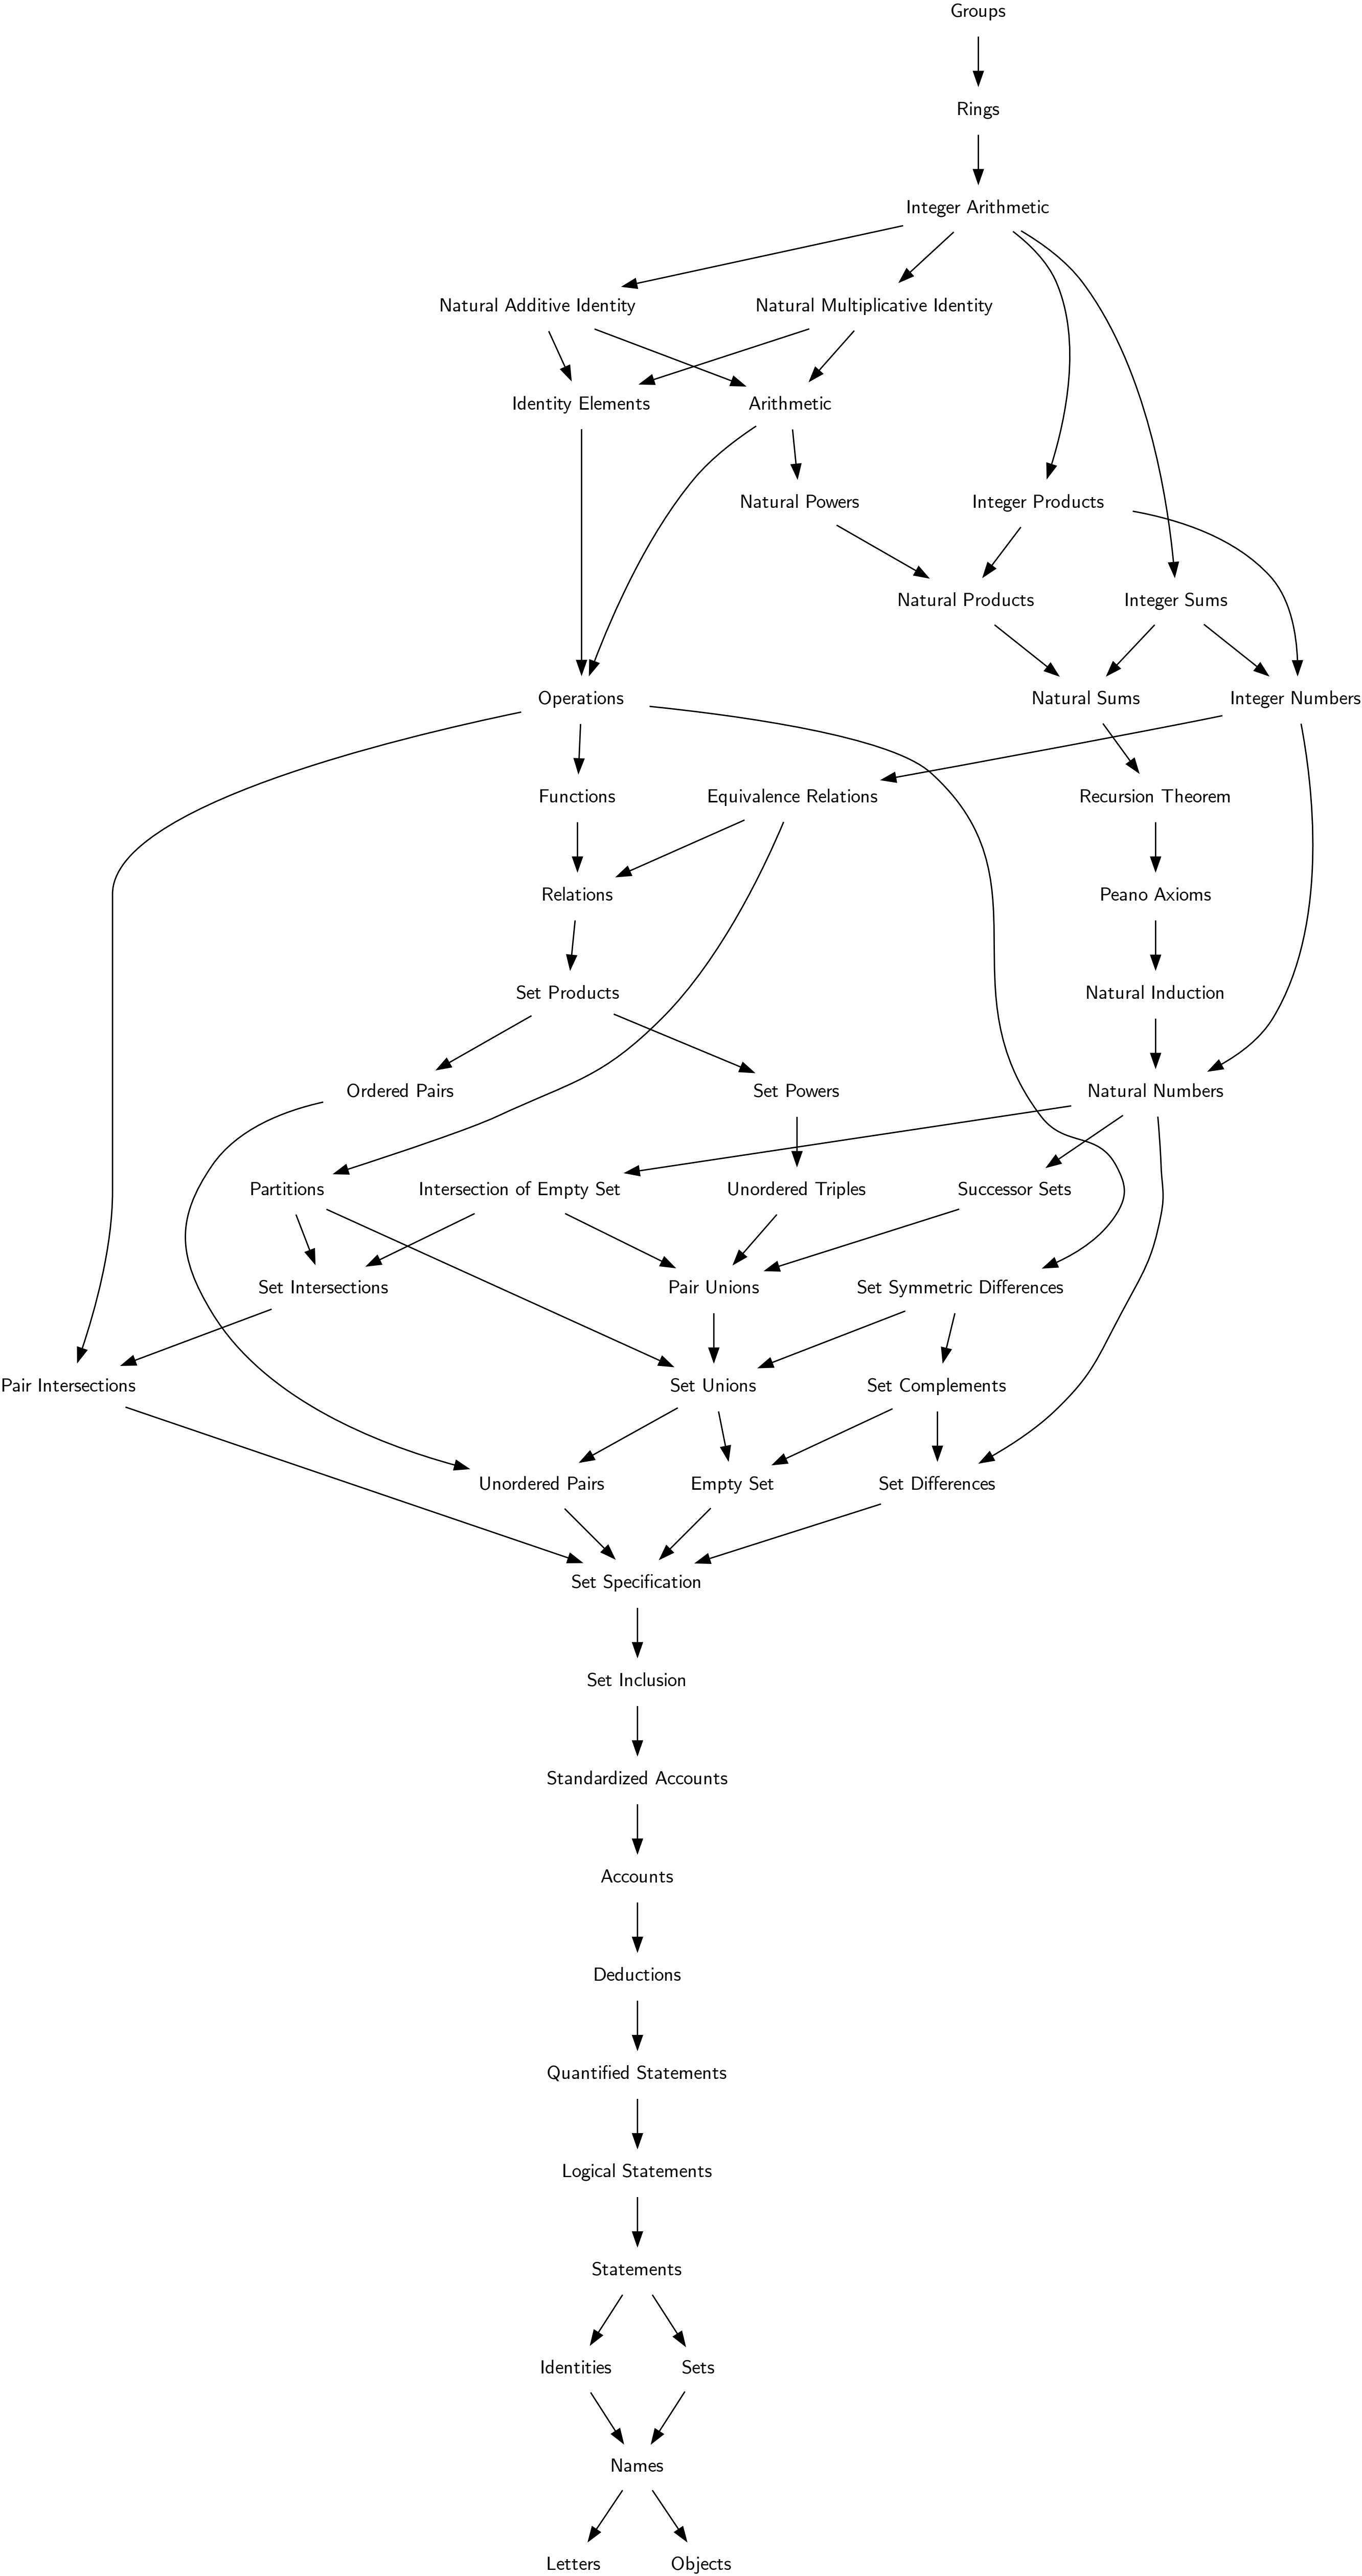 Groups
Rings
Integer Arithmetic
Natural Additive Identity
Natural Multiplicative Identity
Identity Elements
Arithmetic
Natural Powers
Integer Products
Natural Products
Integer Sums
Operations
Natural Sums
Integer Numbers
Functions
Equivalence Relations
Recursion Theorem
Relations
Peano Axioms
Set Products
Natural Induction
Ordered Pairs
Set Powers
Natural Numbers
Partitions
Intersection of Empty Set
Unordered Triples
Successor Sets
Set Intersections
Pair Unions
Set Symmetric Differences
Pair Intersections
Set Unions
Set Complements
Unordered Pairs
Empty Set
Set Differences
Set Specification
Set Inclusion
Standardized Accounts
Accounts
Deductions
Quantified Statements
Logical Statements
Statements
Identities
Sets
Names
Letters
Objects